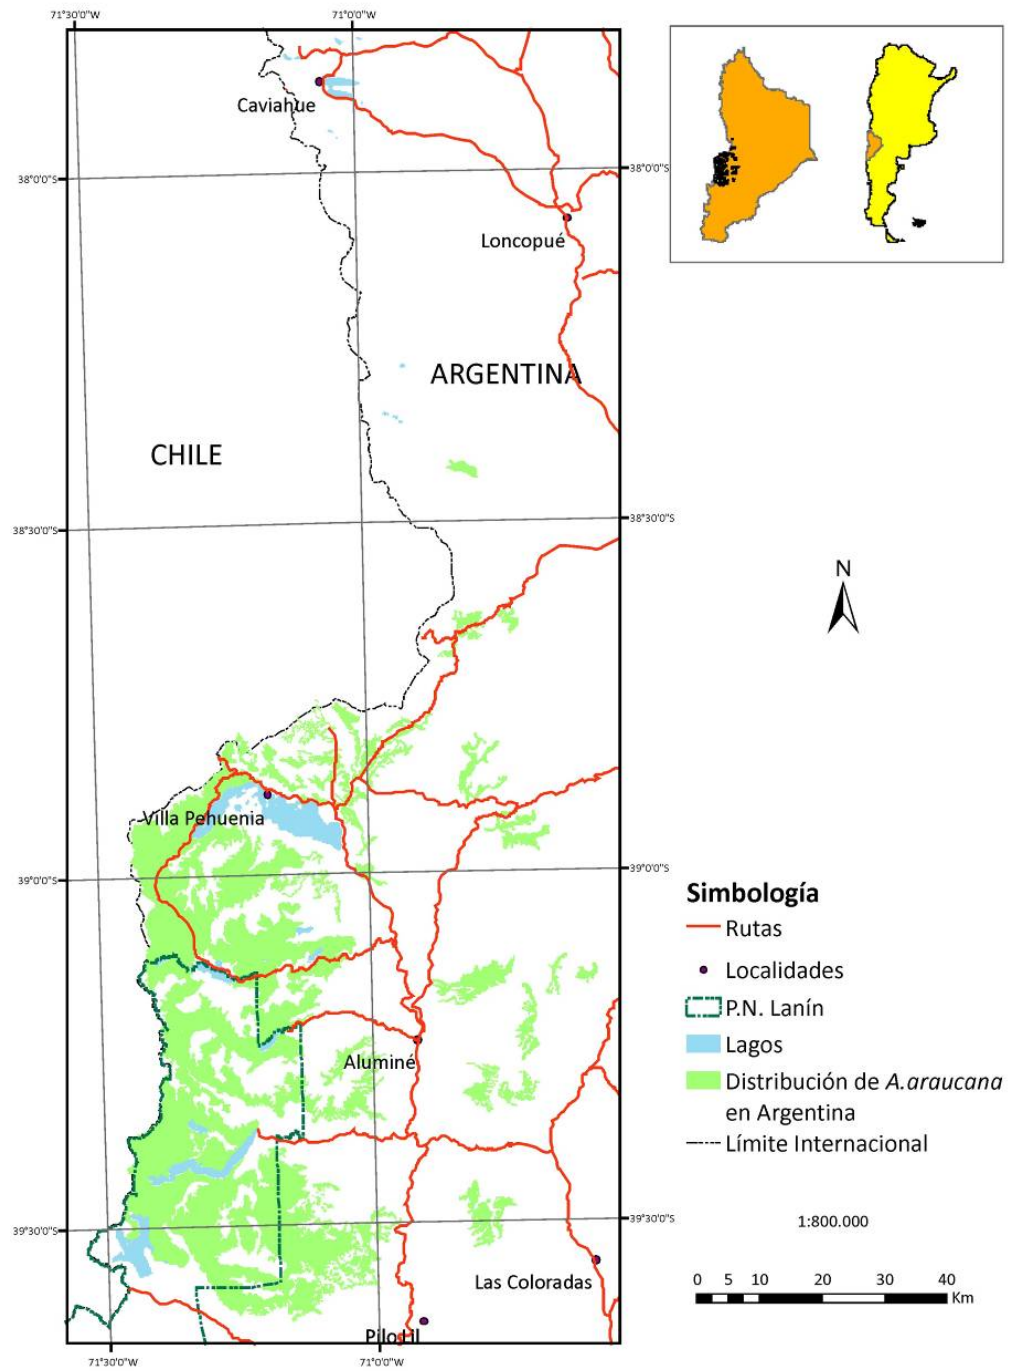 71°30'0"W
71°0'0"W
Caviahue
38°0'0"S
38°0'0"S
Loncopué
ARGENTINA
CHILE
38°30'0"S
38°30'0"S
N
Villa Pehuenia
39°0'0"S
39°0'0"S
Simbología
Rutas
Localidades
P.N. Lanín
Lagos
Distribución de A.araucana
en Argentina
Límite Internacional
Aluminé
39°30'0"S
39°30'0"S
1:800.000
Las Coloradas
0 5 10 20 30 40
Km
71°30'0"W
71°0'0"W